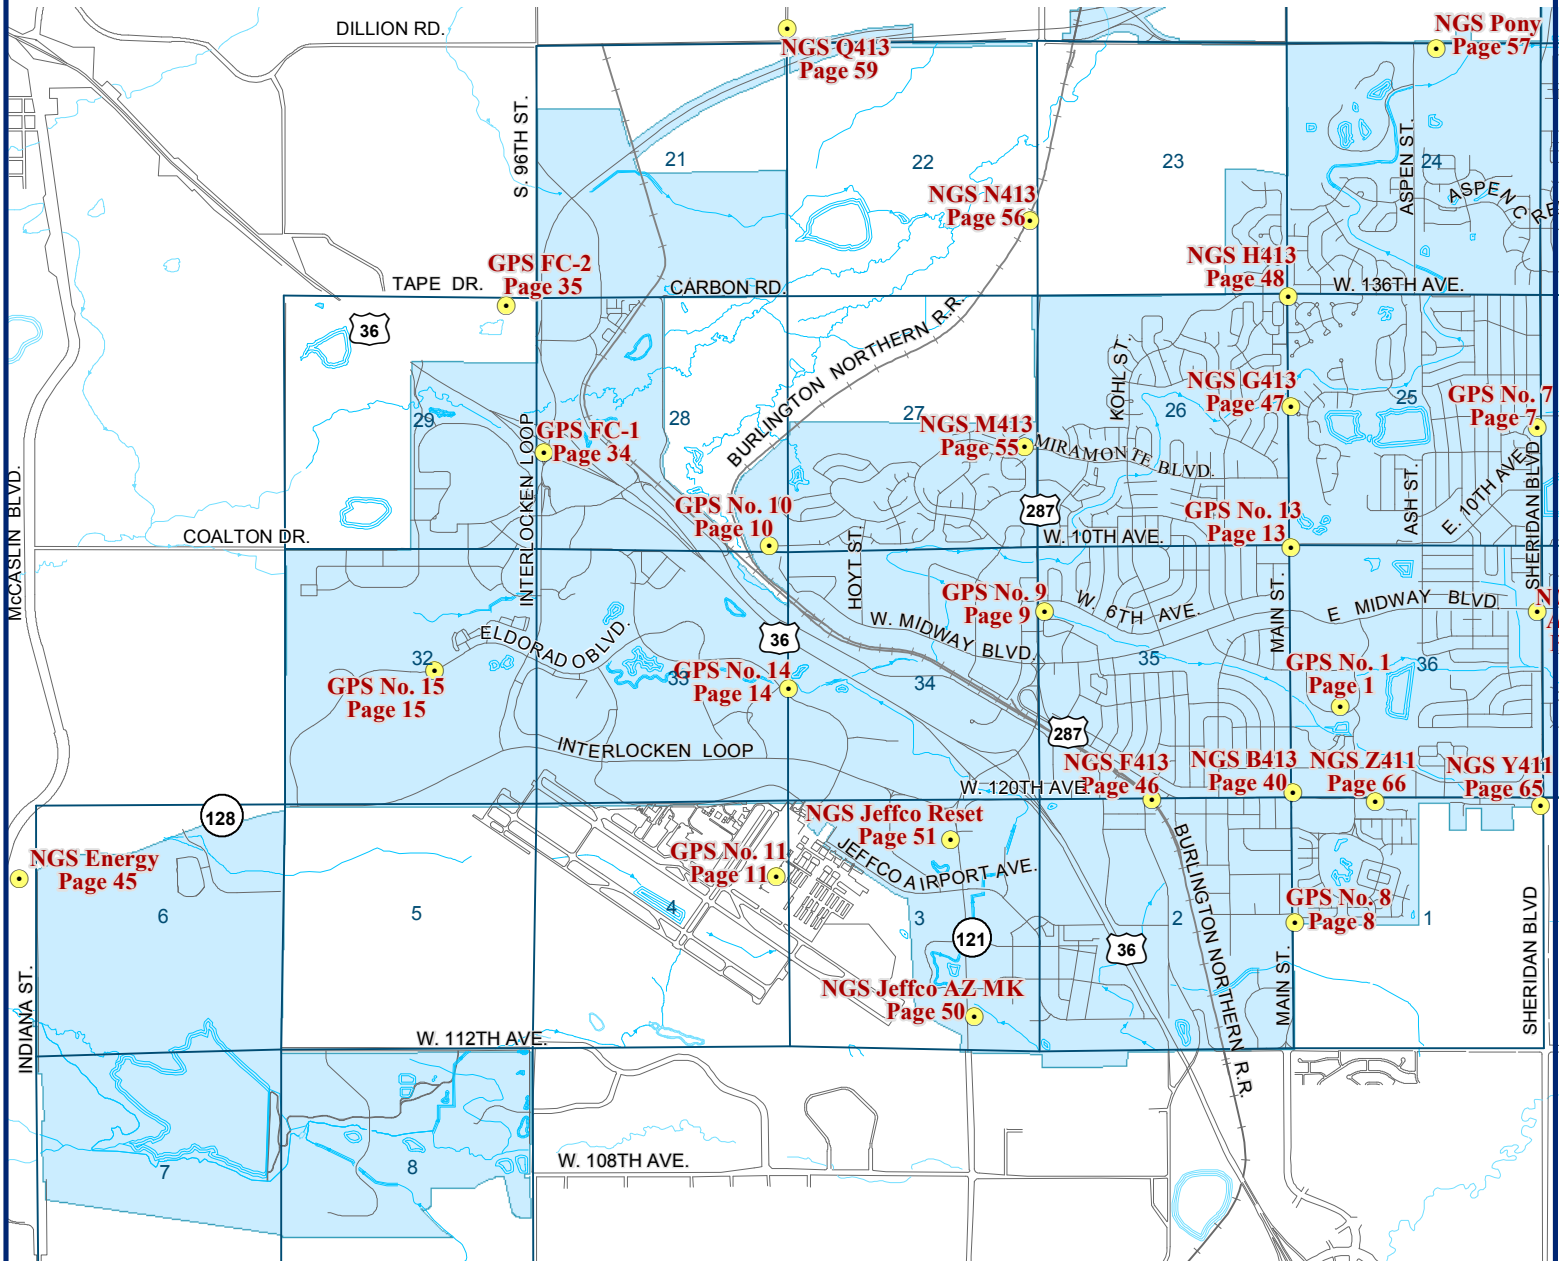 DILLION RD.
NGS Q413
Page 59
NGS Pony
Page 57
S. 96TH ST.
21
22
23
24
ASPEN ST.
NGS N413
Page 56
GPS FC-2
Page 35
NGS H413
Page 48
TAPE DR.
CARBON RD.
W. 136TH AVE.
36
BURLINGTON NORTHERN R.R.
KOHL ST.
NGS G413
Page 47
GPS No. 7
Page 7
29
28
27
26
25
INTERLOCKEN LOOP
GPS FC-1
Page 34
NGS M413
Page 55
MIRAMONTE BLVD.
ASH ST.
E. 10TH AVE.
SHERIDAN BLVD.
McCASLIN BLVD.
GPS No. 10
Page 10
287
GPS No. 13
Page 13
COALTON DR.
W. 10TH AVE.
HOYT ST.
GPS No. 9
Page 9
W. 6TH AVE.
MAIN ST.
E MIDWAY BLVD.
ELDORADO BLVD.
36
W. MIDWAY BLVD.
32
33
34
35
36
GPS No. 15
Page 15
GPS No. 14
Page 14
GPS No. 1
Page 1
INTERLOCKEN LOOP
287
NGS F413
Page 46
NGS B413
Page 40
NGS Z411
Page 66
NGS Y411
Page 65
W. 120TH AVE.
128
NGS Jeffco Reset
Page 51
NGS Energy
Page 45
GPS No. 11
Page 11
JEFFCO AIRPORT AVE.
BURLINGTON NORTHERN R.R.
6
5
4
3
2
1
GPS No. 8
Page 8
121
36
INDIANA ST.
NGS Jeffco AZ MK
Page 50
MAIN ST.
SHERIDAN BLVD
W. 112TH AVE.
7
8
W. 108TH AVE.